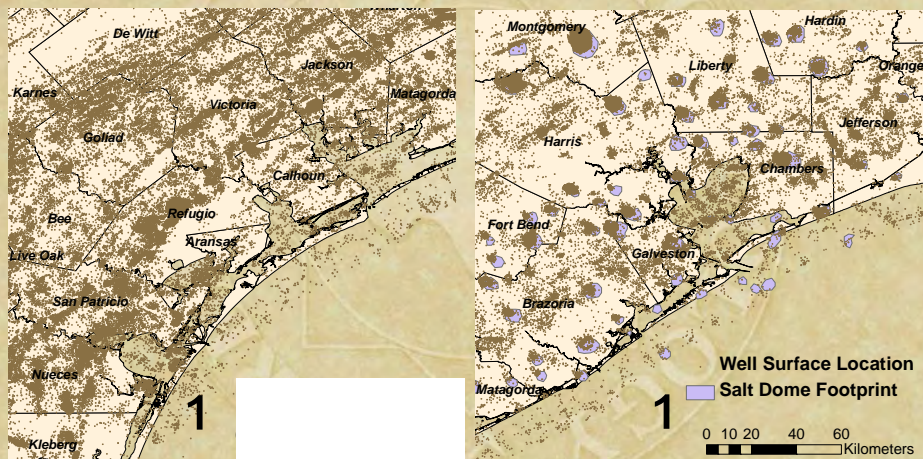 De Witt
Jackson
Karnes
Victoria
Matagorda
Goliad
Calhoun
Bee
Refugio
Aransas
Live Oak
San Patricio
Nueces
Kleberg
1
Montgomery
Hardin
Liberty
Orange
Jefferson
Harris
Chambers
Fort Bend
Galveston
Brazoria
Matagorda
1
Well Surface Location
Salt Dome Footprint
0 10 20 40 60
Kilometers